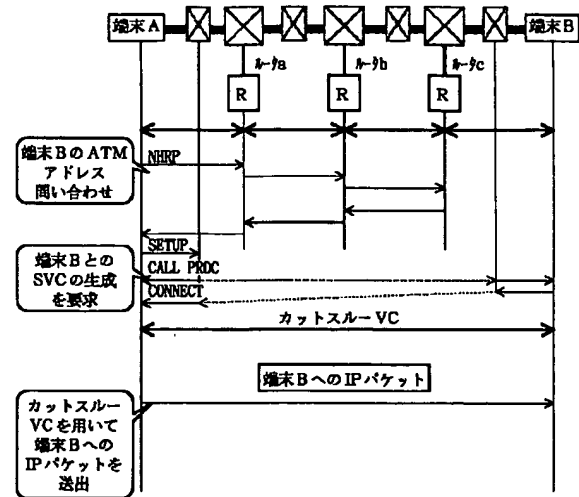 端末A
端末B
ルータa
ルータb
ルータc
R
R
R
端末BのATM
アドレス
問い合わせ
NHRP
SETUP
端末Bとの
SVCの生成
を要求
CALL PROC
CONNECT
カットスルーVC
端末BへのIPパケット
カットスルー
VCを用いて
端末Bへの
IPパケットを
送出